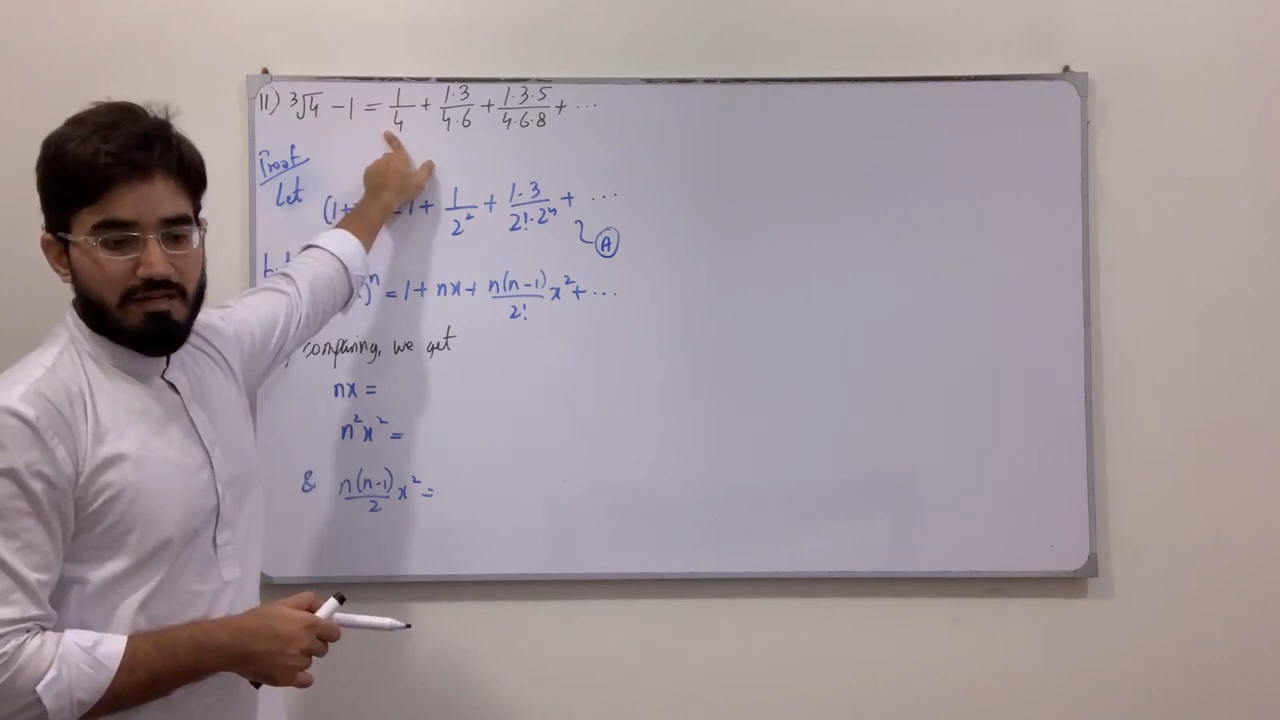 11) ³√4 - 1 = 1/4 + 1·3/4·6 + 1·3·5/4·6·8 + ...
Proof
Let (1+ = 1 + 1/2² + 1·3/2!·2⁴ + ...
A
)ⁿ = 1 + nx + n(n-1)/2! x² + ...
comparing, we get
nx =
n²x² =
& n(n-1)/2 x² =